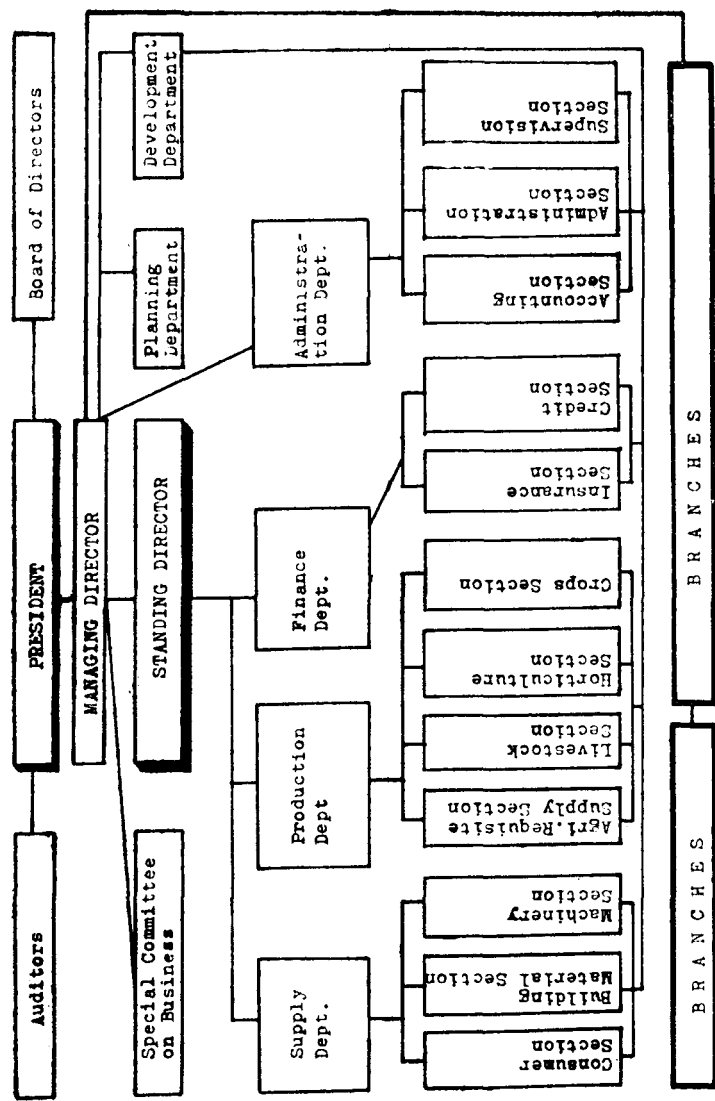 Auditors
PRESIDENT
Board of Directors
MANAGING DIRECTOR
Special Committee
on Business
STANDING DIRECTOR
Planning
Department
Development
Department
Supply
Dept.
Production
Dept
Finance
Dept.
Administra-
tion Dept.
Consumer
Section
Building
Material Section
Machinery
Section
Agri.Requisite
Supply Section
Livestock
Section
Horticulture
Section
Crops Section
Insurance
Section
Credit
Section
Accounting
Section
Administration
Section
Supervision
Section
BRANCHES
BRANCHES